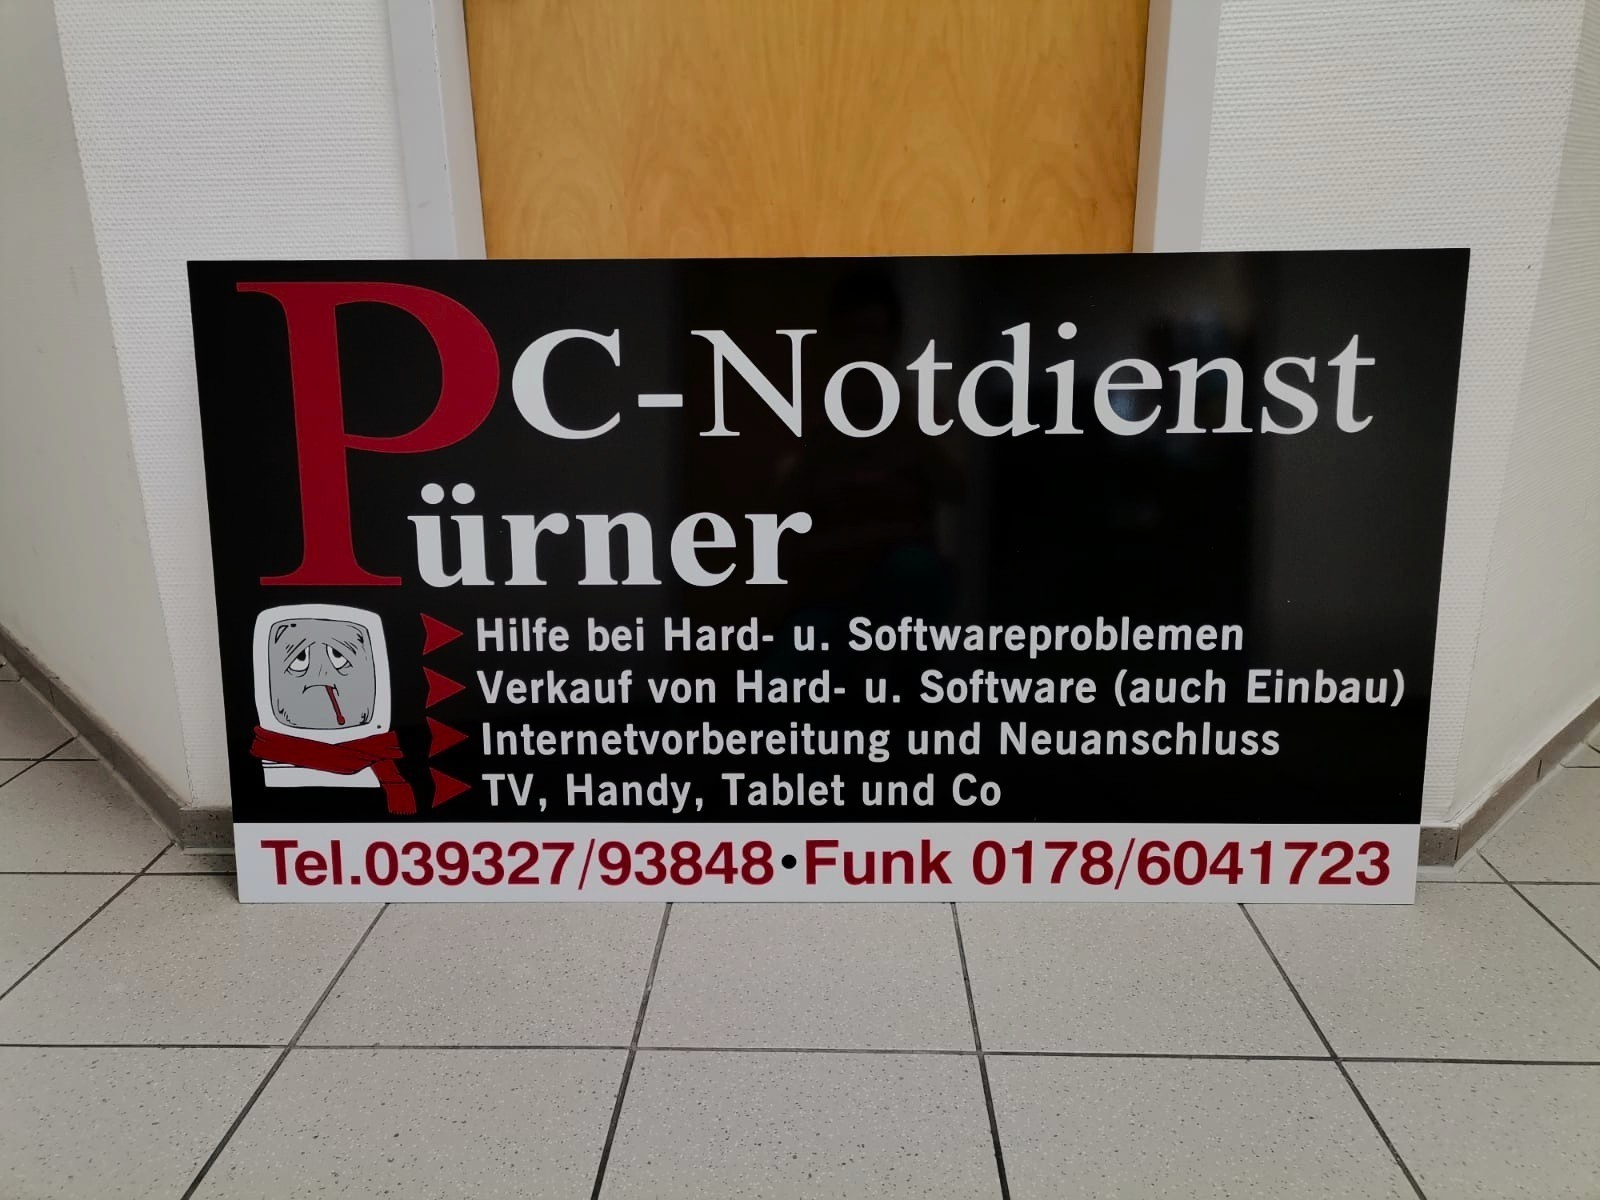 PC-Notdienst
Pürner
Hilfe bei Hard- u. Softwareproblemen
Verkauf von Hard- u. Software (auch Einbau)
Internetvorbereitung und Neuanschluss
TV, Handy, Tablet und Co
Tel.039327/93848•Funk 0178/6041723